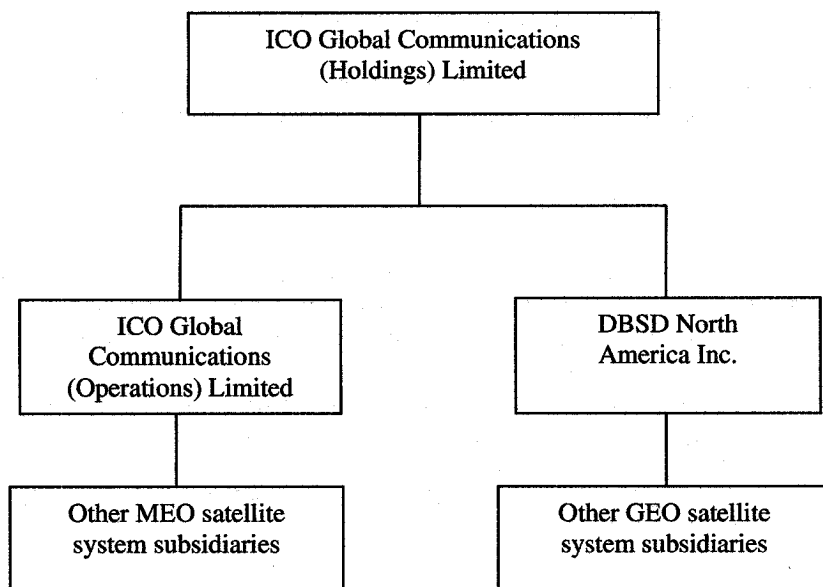 ICO Global Communications
(Holdings) Limited
ICO Global
Communications
(Operations) Limited
DBSD North
America Inc.
Other MEO satellite
system subsidiaries
Other GEO satellite
system subsidiaries